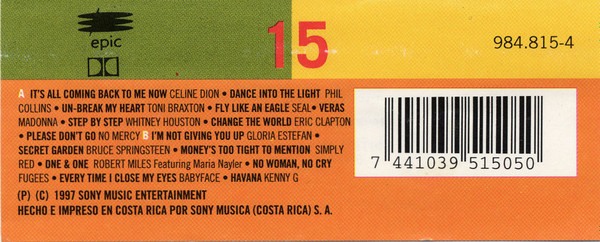 epic
15
984.815-4
A IT'S ALL COMING BACK TO ME NOW CELINE DION • DANCE INTO THE LIGHT PHIL
COLLINS • UN-BREAK MY HEART TONI BRAXTON • FLY LIKE AN EAGLE SEAL • VERAS
MADONNA • STEP BY STEP WHITNEY HOUSTON • CHANGE THE WORLD ERIC CLAPTON
• PLEASE DON'T GO NO MERCY B I'M NOT GIVING YOU UP GLORIA ESTEFAN •
SECRET GARDEN BRUCE SPRINGSTEEN • MONEY'S TOO TIGHT TO MENTION SIMPLY
RED • ONE & ONE ROBERT MILES Featuring Maria Nayler • NO WOMAN, NO CRY
FUGEES • EVERY TIME I CLOSE MY EYES BABYFACE • HAVANA KENNY G
(P) (C) 1997 SONY MUSIC ENTERTAINMENT
HECHO E IMPRESO EN COSTA RICA POR SONY MUSICA (COSTA RICA) S. A.
7 441039 515050